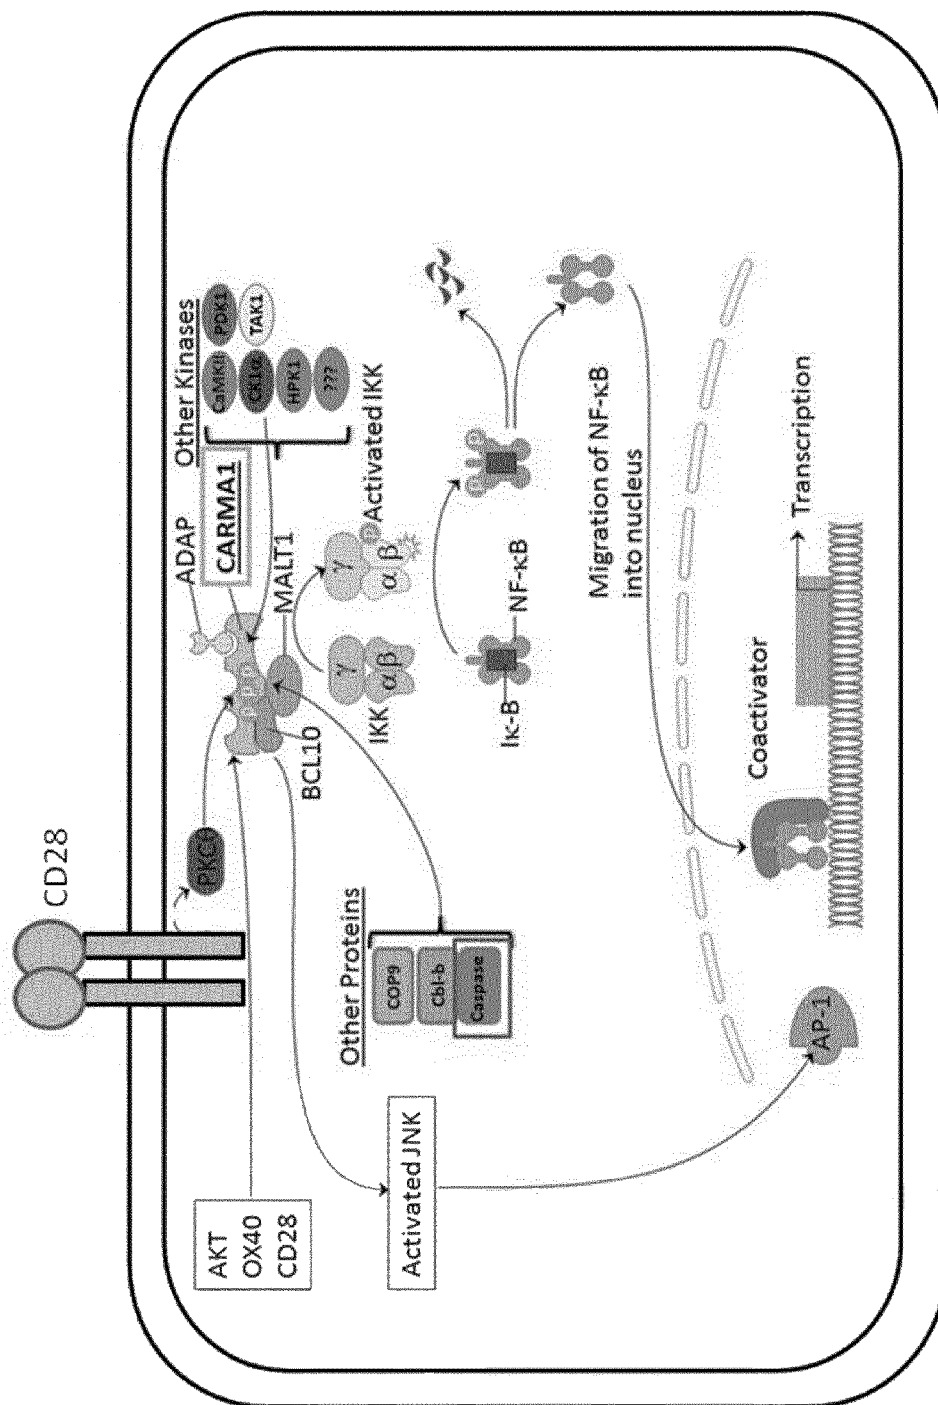 CD28
AKT
OX40
CD28
PKCθ
ADAP
CARMA1
Other Kinases
CaMKII
PDK1
CK1α
TAK1
HPK1
???
P P P
BCL10
MALT1
Other Proteins
COP9
Cbl-b
Caspase
γ
α β
IKK
γ
α β
P
Activated IKK
Activated JNK
Iκ-B
NF-κB
P
P
Migration of NF-κB
into nucleus
AP-1
Coactivator
Transcription